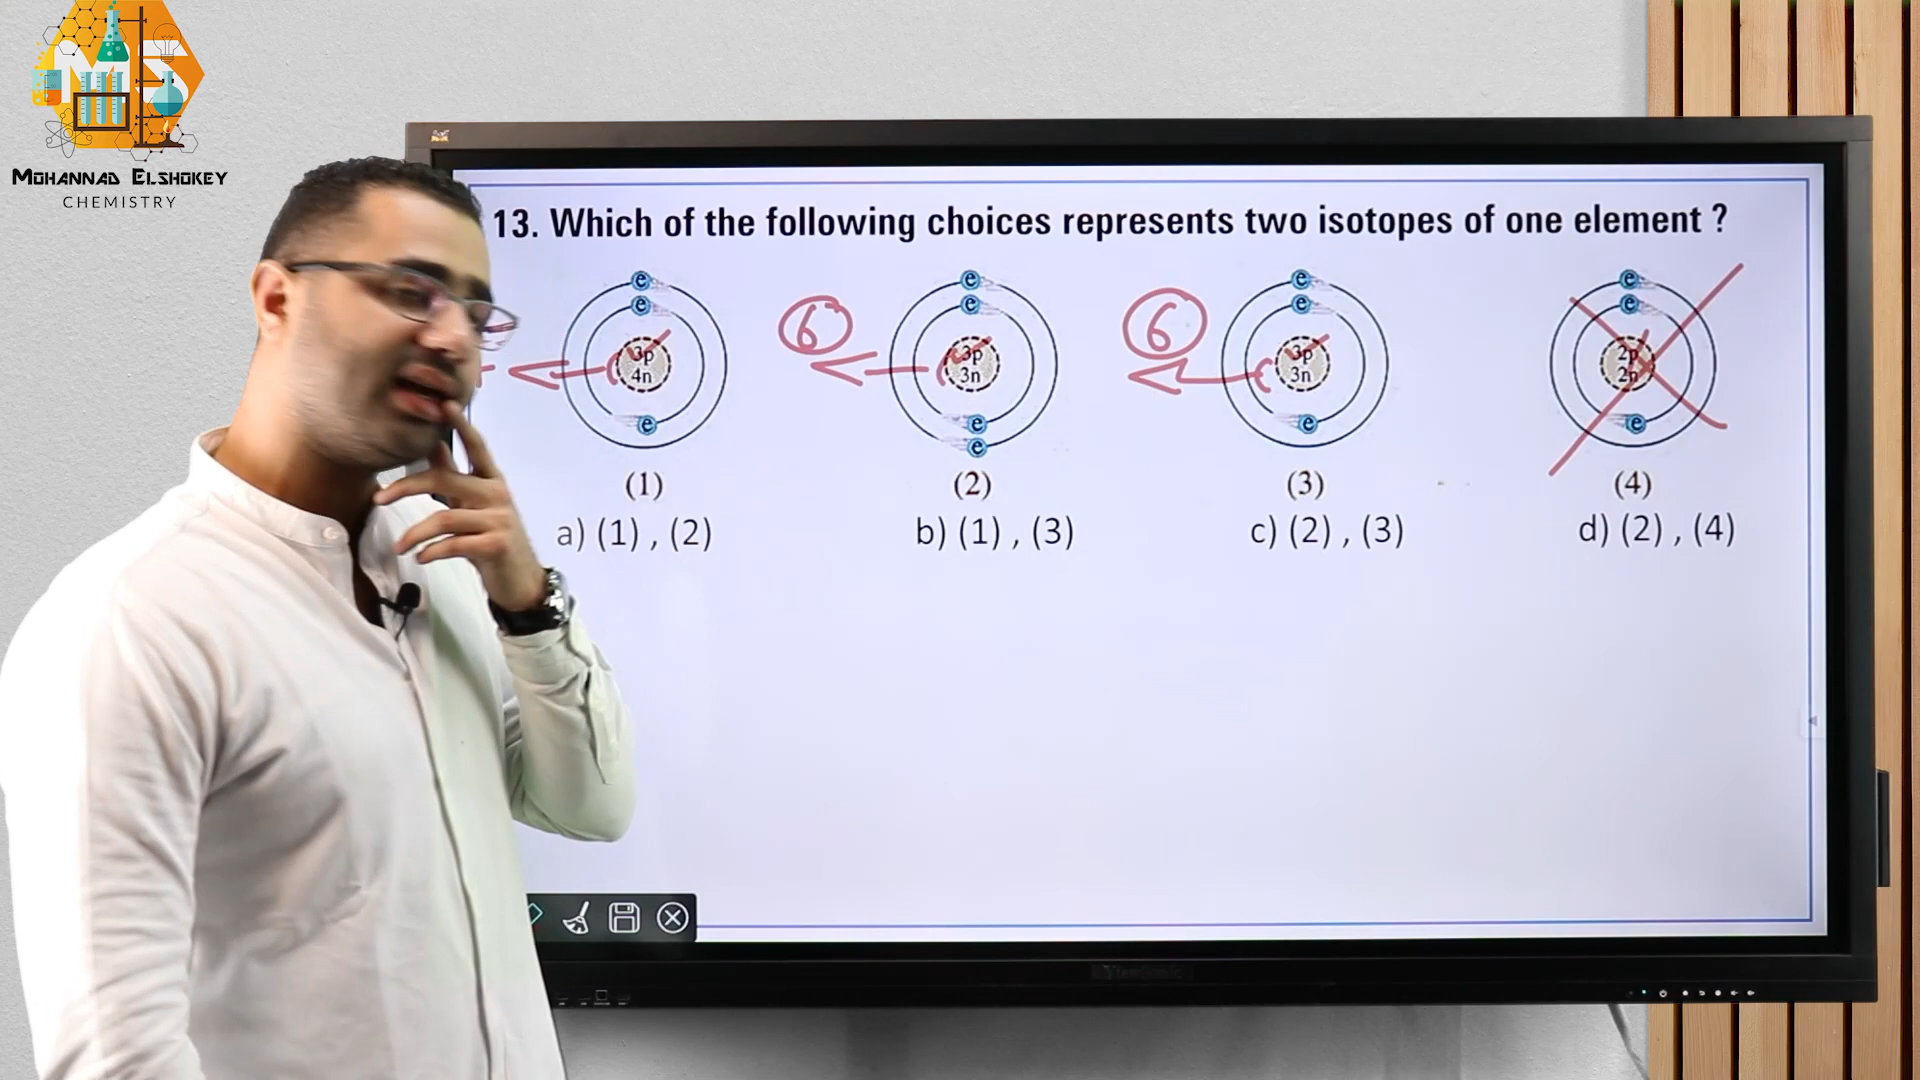 MS
MOHANNAD ELSHOKEY
CHEMISTRY
13. Which of the following choices represents two isotopes of one element ?
e e e e
e e e e
6 6
3p 3p 3p 2p
4n 3n 3n 2n
e e e e
e
(1) (2) (3) (4)
a) (1) , (2) b) (1) , (3) c) (2) , (3) d) (2) , (4)